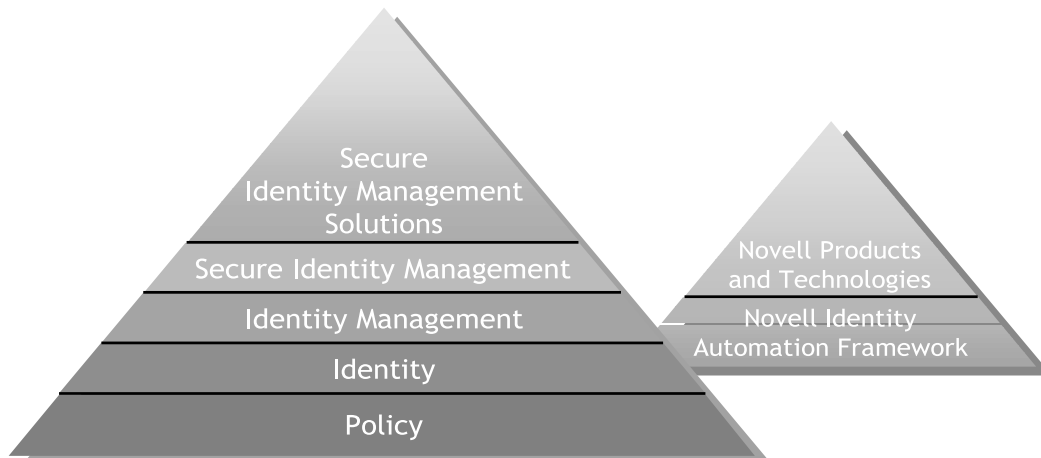 Secure
Identity Management
Solutions
Secure Identity Management
Identity Management
Identity
Policy
Novell Products
and Technologies
Novell Identity
Automation Framework